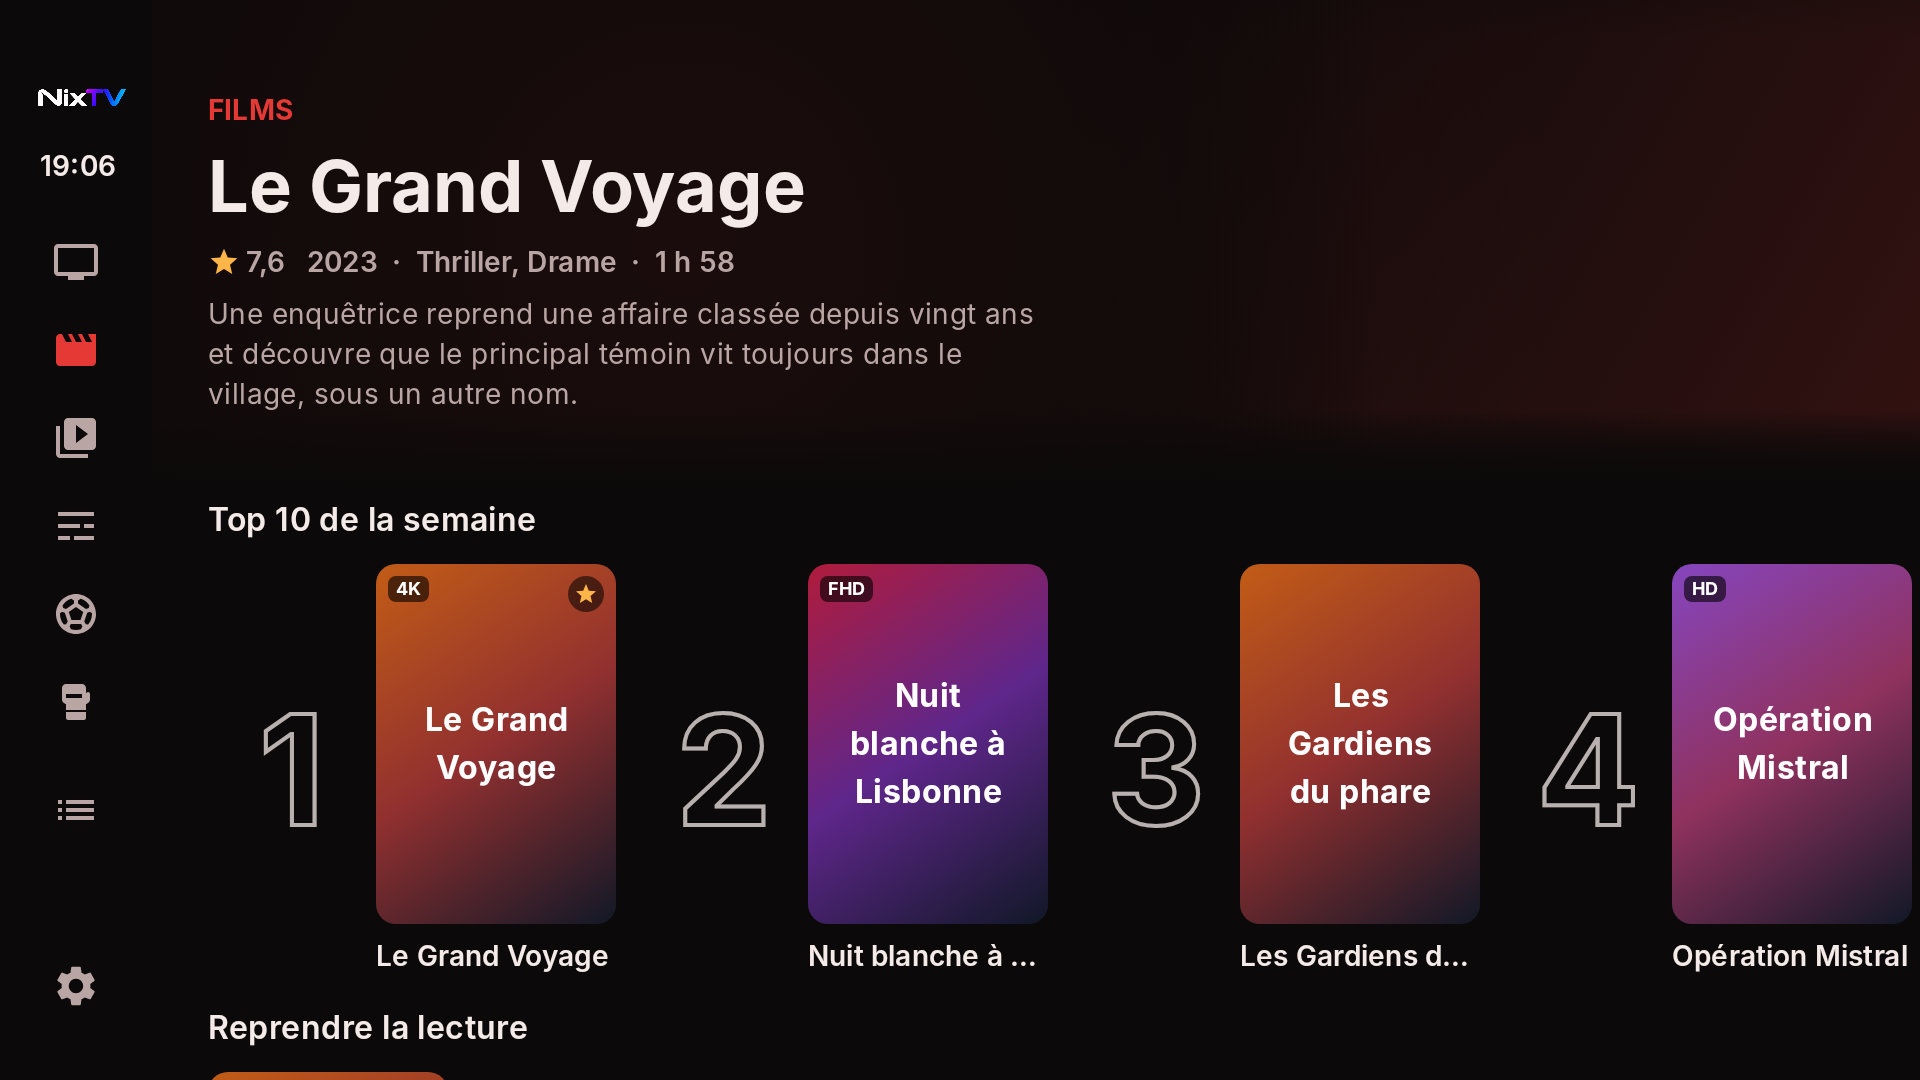 NixTV
19:06
FILMS
Le Grand Voyage
7,6 2023 · Thriller, Drame · 1 h 58
Une enquêtrice reprend une affaire classée depuis vingt ans
et découvre que le principal témoin vit toujours dans le
village, sous un autre nom.
Top 10 de la semaine
1
4K
Le Grand
Voyage
Le Grand Voyage
2
FHD
Nuit
blanche à
Lisbonne
Nuit blanche à ...
3
Les
Gardiens
du phare
Les Gardiens d...
4
HD
Opération
Mistral
Opération Mistral
Reprendre la lecture